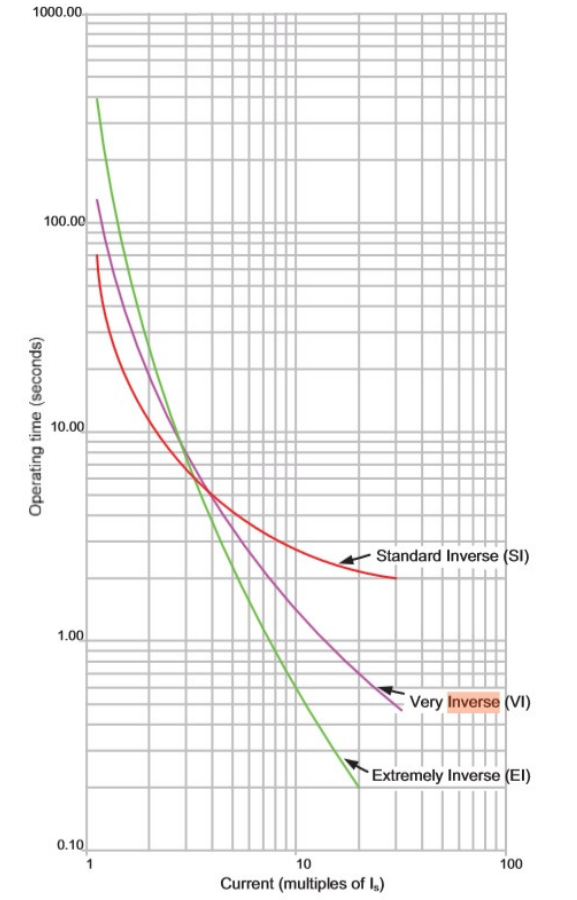 1000.00
100.00
10.00
1.00
0.10
Operating time (seconds)
Standard Inverse (SI)
Very Inverse (VI)
Extremely Inverse (EI)
1
10
100
Current (multiples of Is)